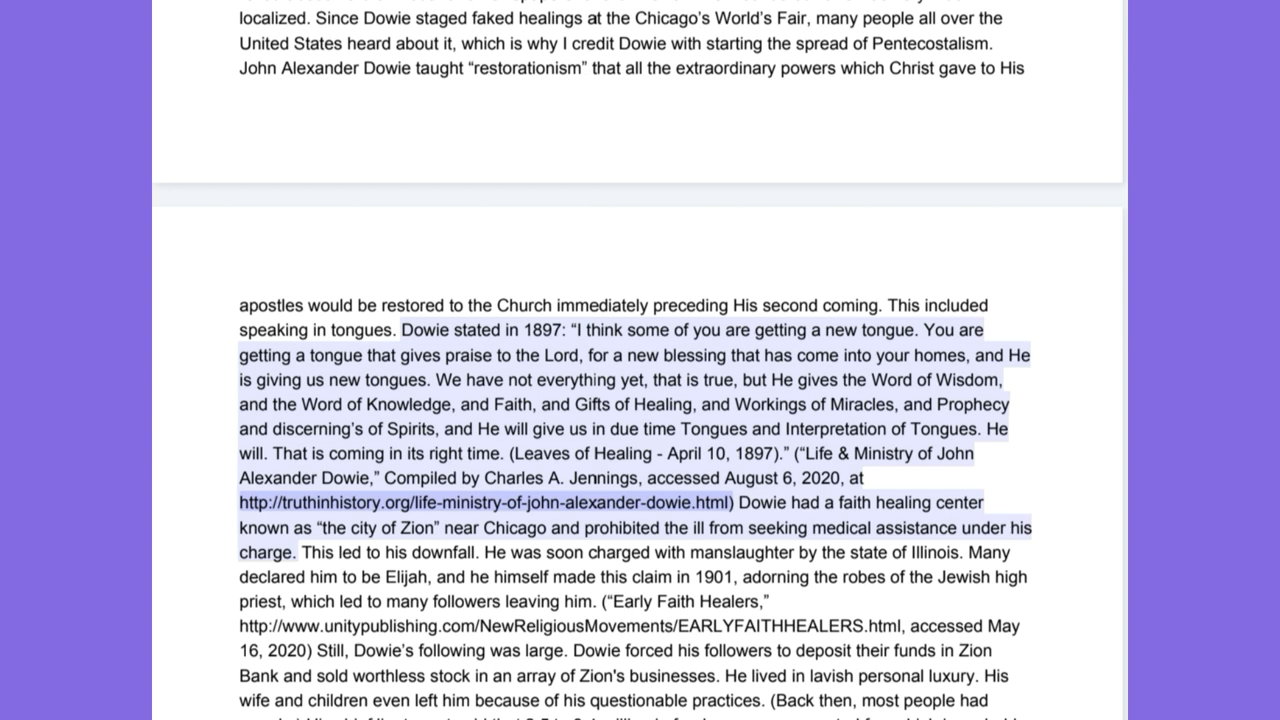 localized. Since Dowie staged faked healings at the Chicago’s World’s Fair, many people all over the
United States heard about it, which is why I credit Dowie with starting the spread of Pentecostalism.
John Alexander Dowie taught “restorationism” that all the extraordinary powers which Christ gave to His
apostles would be restored to the Church immediately preceding His second coming. This included
speaking in tongues. Dowie stated in 1897: “I think some of you are getting a new tongue. You are
getting a tongue that gives praise to the Lord, for a new blessing that has come into your homes, and He
is giving us new tongues. We have not everything yet, that is true, but He gives the Word of Wisdom,
and the Word of Knowledge, and Faith, and Gifts of Healing, and Workings of Miracles, and Prophecy
and discerning’s of Spirits, and He will give us in due time Tongues and Interpretation of Tongues. He
will. That is coming in its right time. (Leaves of Healing - April 10, 1897).” (“Life & Ministry of John
Alexander Dowie,” Compiled by Charles A. Jennings, accessed August 6, 2020, at
http://truthinhistory.org/life-ministry-of-john-alexander-dowie.html) Dowie had a faith healing center
known as “the city of Zion” near Chicago and prohibited the ill from seeking medical assistance under his
charge. This led to his downfall. He was soon charged with manslaughter by the state of Illinois. Many
declared him to be Elijah, and he himself made this claim in 1901, adorning the robes of the Jewish high
priest, which led to many followers leaving him. (“Early Faith Healers,”
http://www.unitypublishing.com/NewReligiousMovements/EARLYFAITHHEALERS.html, accessed May
16, 2020) Still, Dowie’s following was large. Dowie forced his followers to deposit their funds in Zion
Bank and sold worthless stock in an array of Zion's businesses. He lived in lavish personal luxury. His
wife and children even left him because of his questionable practices. (Back then, most people had